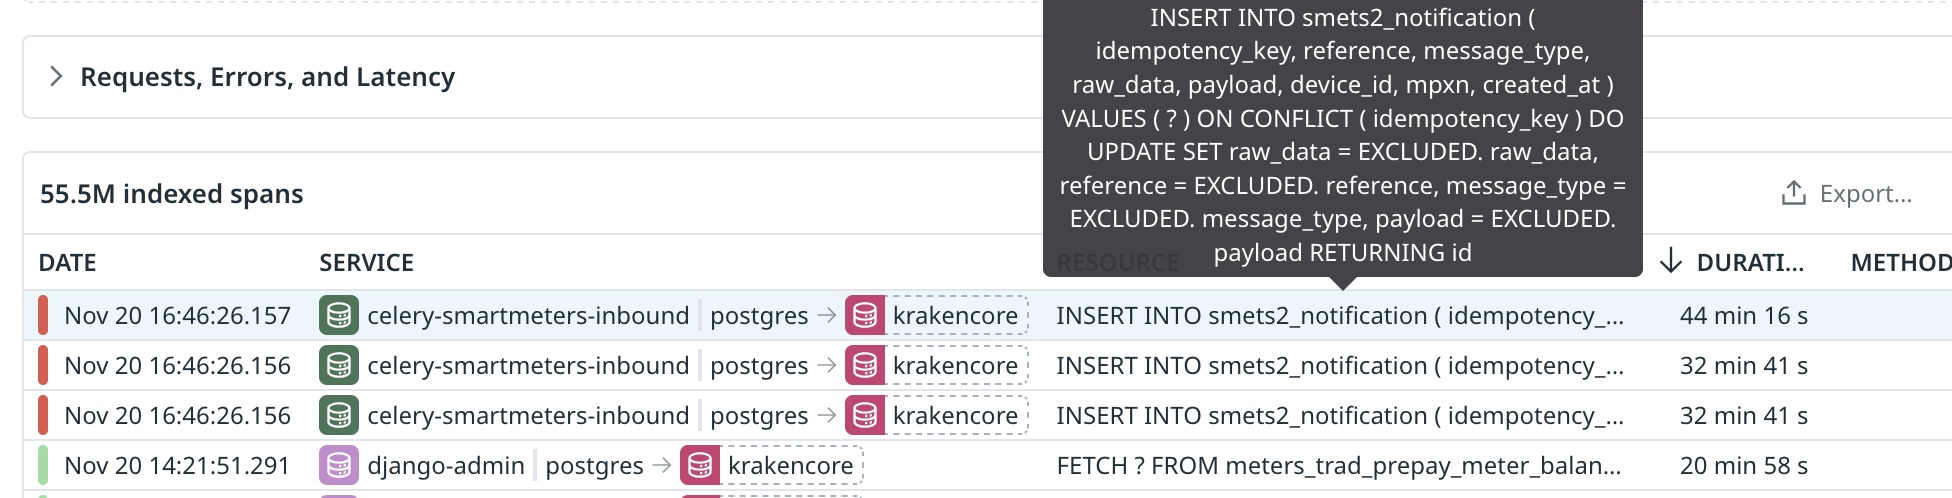 INSERT INTO smets2_notification (
idempotency_key, reference, message_type,
raw_data, payload, device_id, mpxn, created_at )
VALUES ( ? ) ON CONFLICT ( idempotency_key ) DO
UPDATE SET raw_data = EXCLUDED. raw_data,
reference = EXCLUDED. reference, message_type =
EXCLUDED. message_type, payload = EXCLUDED.
payload RETURNING id
Requests, Errors, and Latency
55.5M indexed spans
Export...
DATE SERVICE RESOURCE DURATI... METHOD
Nov 20 16:46:26.157 celery-smartmeters-inbound postgres → krakencore INSERT INTO smets2_notification ( idempotency_... 44 min 16 s
Nov 20 16:46:26.156 celery-smartmeters-inbound postgres → krakencore INSERT INTO smets2_notification ( idempotency_... 32 min 41 s
Nov 20 16:46:26.156 celery-smartmeters-inbound postgres → krakencore INSERT INTO smets2_notification ( idempotency_... 32 min 41 s
Nov 20 14:21:51.291 django-admin postgres → krakencore FETCH ? FROM meters_trad_prepay_meter_balan... 20 min 58 s